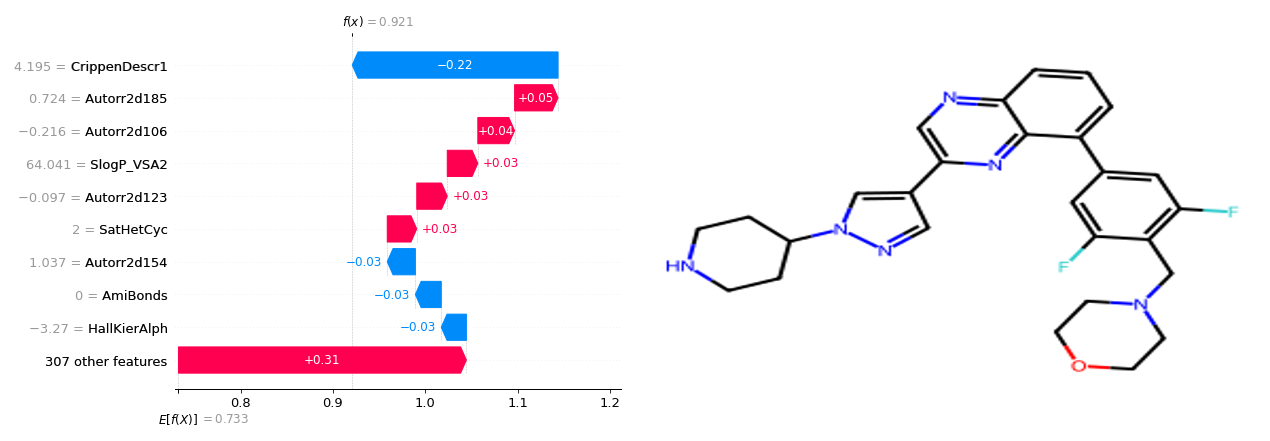 f(x) = 0.921
4.195 = CrippenDescr1
−0.22
0.724 = Autorr2d185
+0.05
−0.216 = Autorr2d106
+0.04
64.041 = SlogP_VSA2
+0.03
−0.097 = Autorr2d123
+0.03
2 = SatHetCyc
+0.03
1.037 = Autorr2d154
−0.03
0 = AmiBonds
−0.03
−3.27 = HallKierAlph
−0.03
307 other features
+0.31
0.8 0.9 1.0 1.1 1.2
E[f(X)] = 0.733
N
N
N
N
HN
F
F
N
O